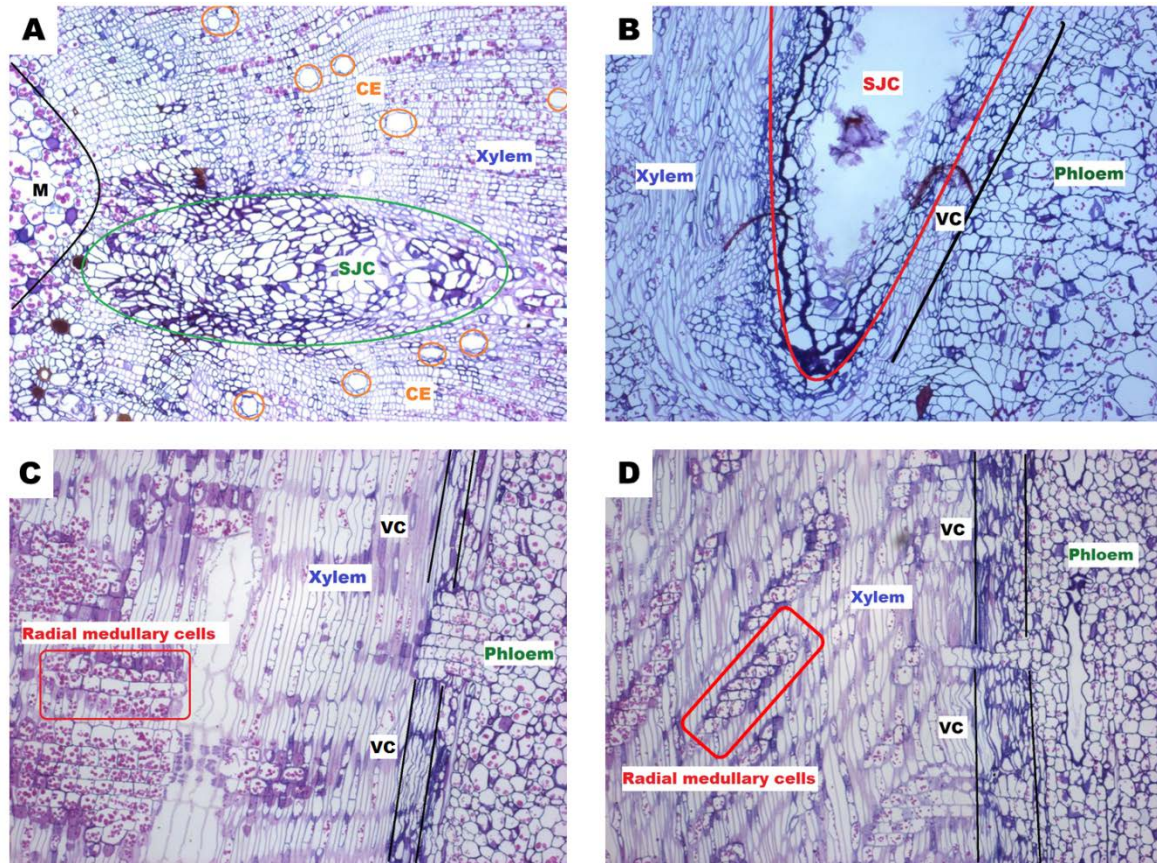 A
CE
Xylem
M
SJC
CE
B
SJC
Xylem
Phloem
VC
C
VC
Xylem
Radial medullary cells
Phloem
VC
D
VC
Phloem
Xylem
VC
Radial medullary cells